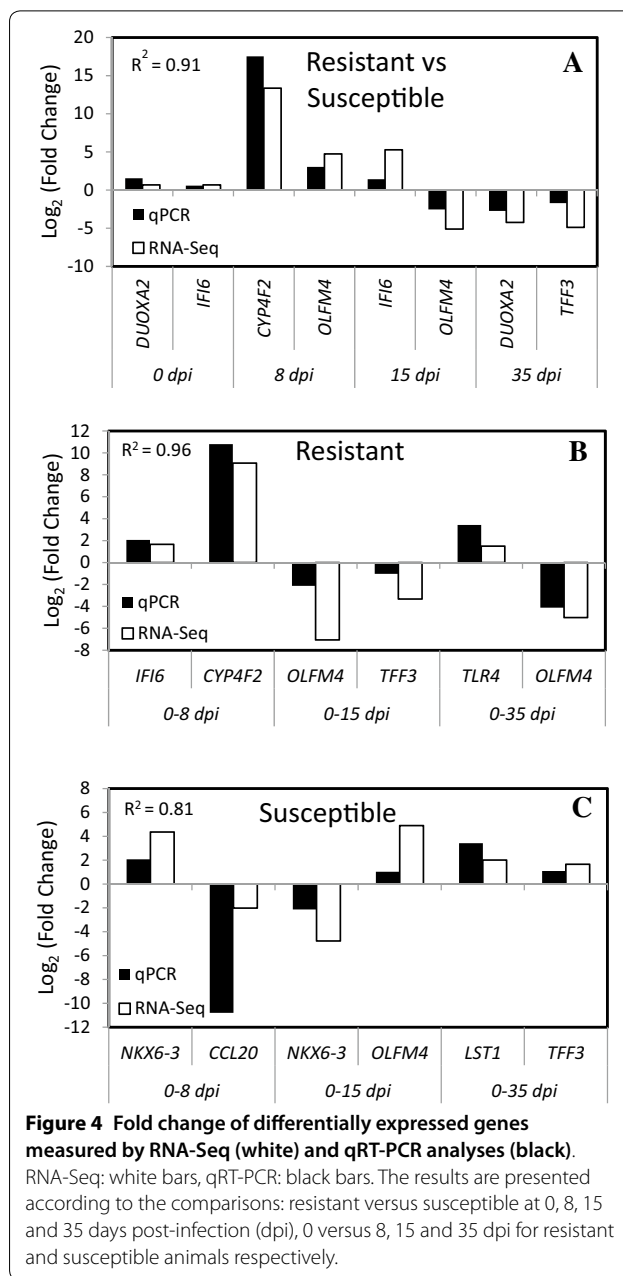 20
15
10
5
0
-5
-10
Log2 (Fold Change)
R2 = 0.91
Resistant vs
Susceptible
A
qPCR
RNA-Seq
DUOXA2
IFI6
CYP4F2
OLFM4
IFI6
OLFM4
DUOXA2
TFF3
0 dpi
8 dpi
15 dpi
35 dpi
12
10
8
6
4
2
0
-2
-4
-6
-8
Log2 (Fold Change)
R2 = 0.96
Resistant
B
qPCR
RNA-Seq
IFI6
CYP4F2
OLFM4
TFF3
TLR4
OLFM4
0-8 dpi
0-15 dpi
0-35 dpi
8
6
4
2
0
-2
-4
-6
-8
-10
-12
Log2 (Fold Change)
R2 = 0.81
Susceptible
C
qPCR
RNA-Seq
NKX6-3
CCL20
NKX6-3
OLFM4
LST1
TFF3
0-8 dpi
0-15 dpi
0-35 dpi
Figure 4 Fold change of differentially expressed genes
measured by RNA-Seq (white) and qRT-PCR analyses (black).
RNA-Seq: white bars, qRT-PCR: black bars. The results are presented
according to the comparisons: resistant versus susceptible at 0, 8, 15
and 35 days post-infection (dpi), 0 versus 8, 15 and 35 dpi for resistant
and susceptible animals respectively.